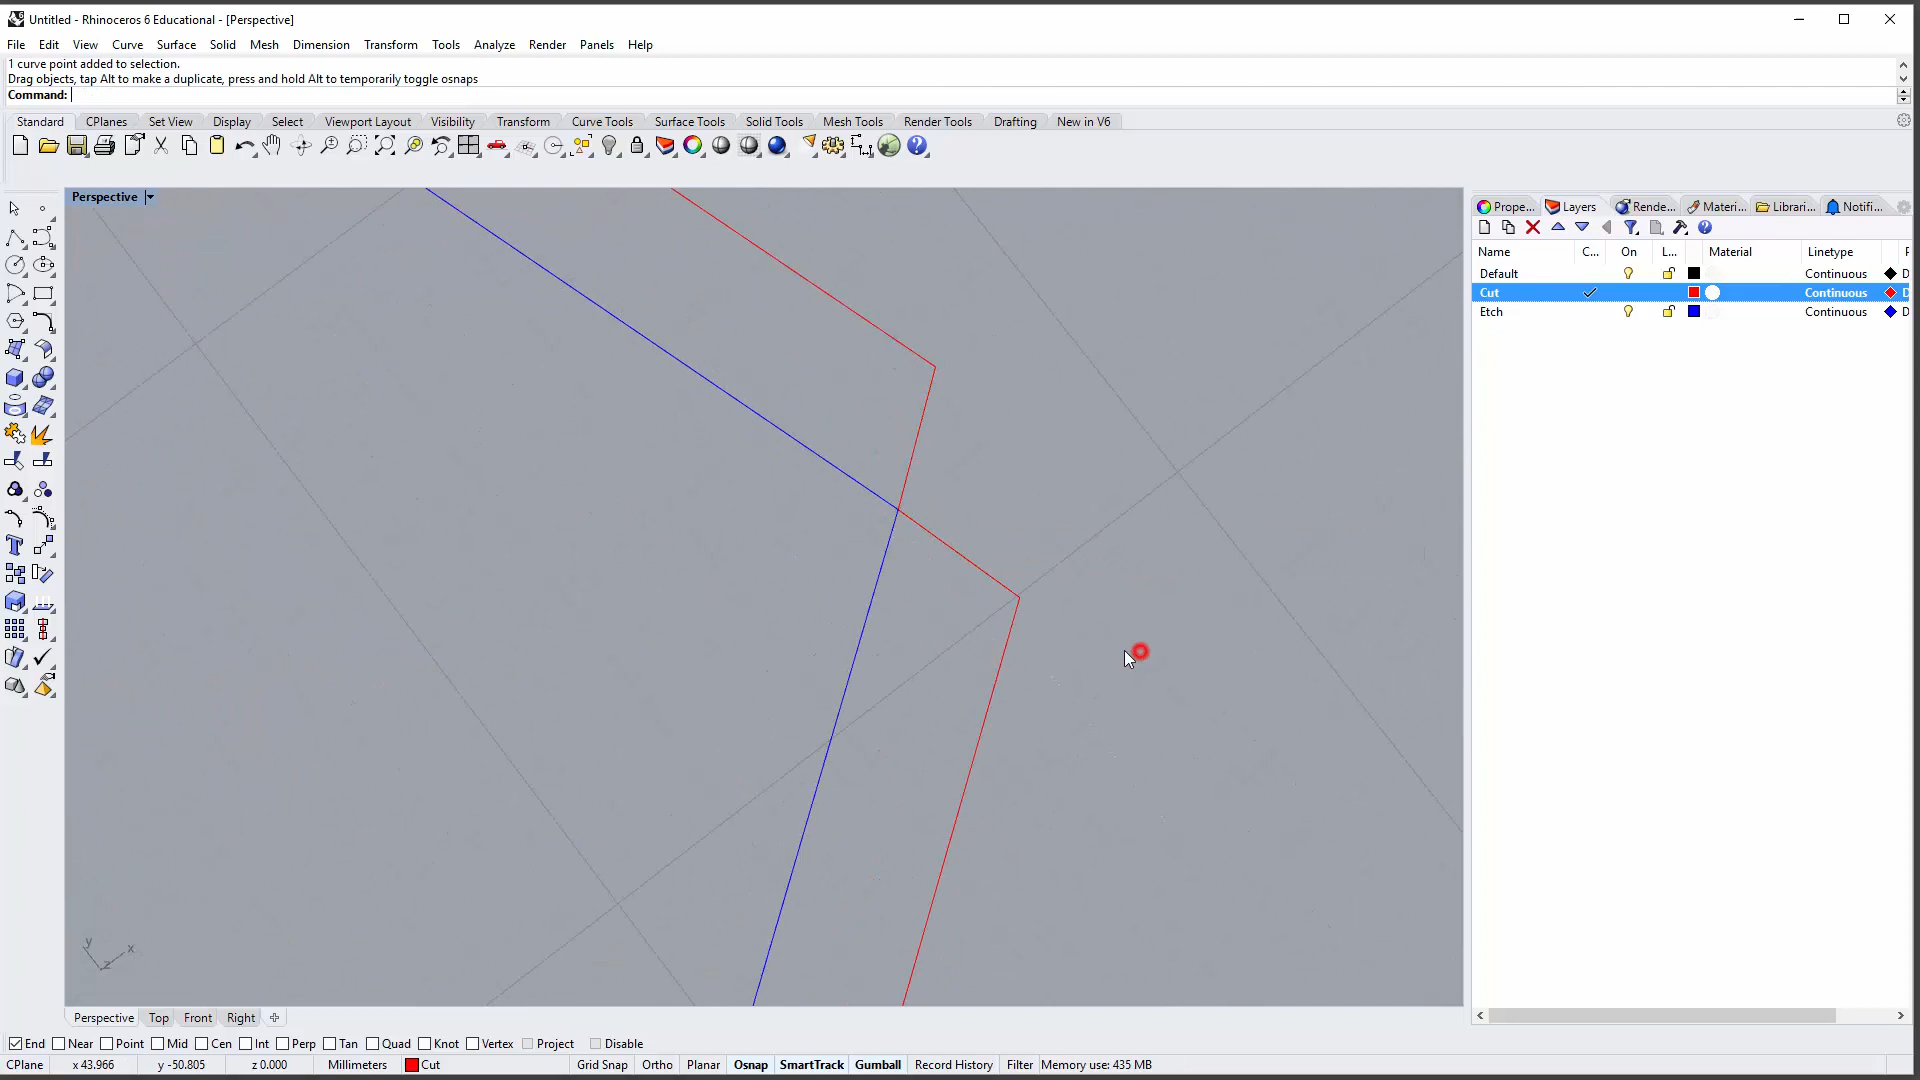 Untitled - Rhinoceros 6 Educational - [Perspective]
File Edit View Curve Surface Solid Mesh Dimension Transform Tools Analyze Render Panels Help
1 curve point added to selection.
Drag objects, tap Alt to make a duplicate, press and hold Alt to temporarily toggle osnaps
Command:
Standard CPlanes Set View Display Select Viewport Layout Visibility Transform Curve Tools Surface Tools Solid Tools Mesh Tools Render Tools Drafting New in V6
Perspective
Prope... Layers Rende... Materi... Librari... Notifi...
Name C... On L... Material Linetype
Default Continuous D
Cut Continuous D
Etch Continuous D
y x z
Perspective Top Front Right
End Near Point Mid Cen Int Perp Tan Quad Knot Vertex Project Disable
CPlane x 43.966 y -50.805 z 0.000 Millimeters Cut Grid Snap Ortho Planar Osnap SmartTrack Gumball Record History Filter Memory use: 435 MB